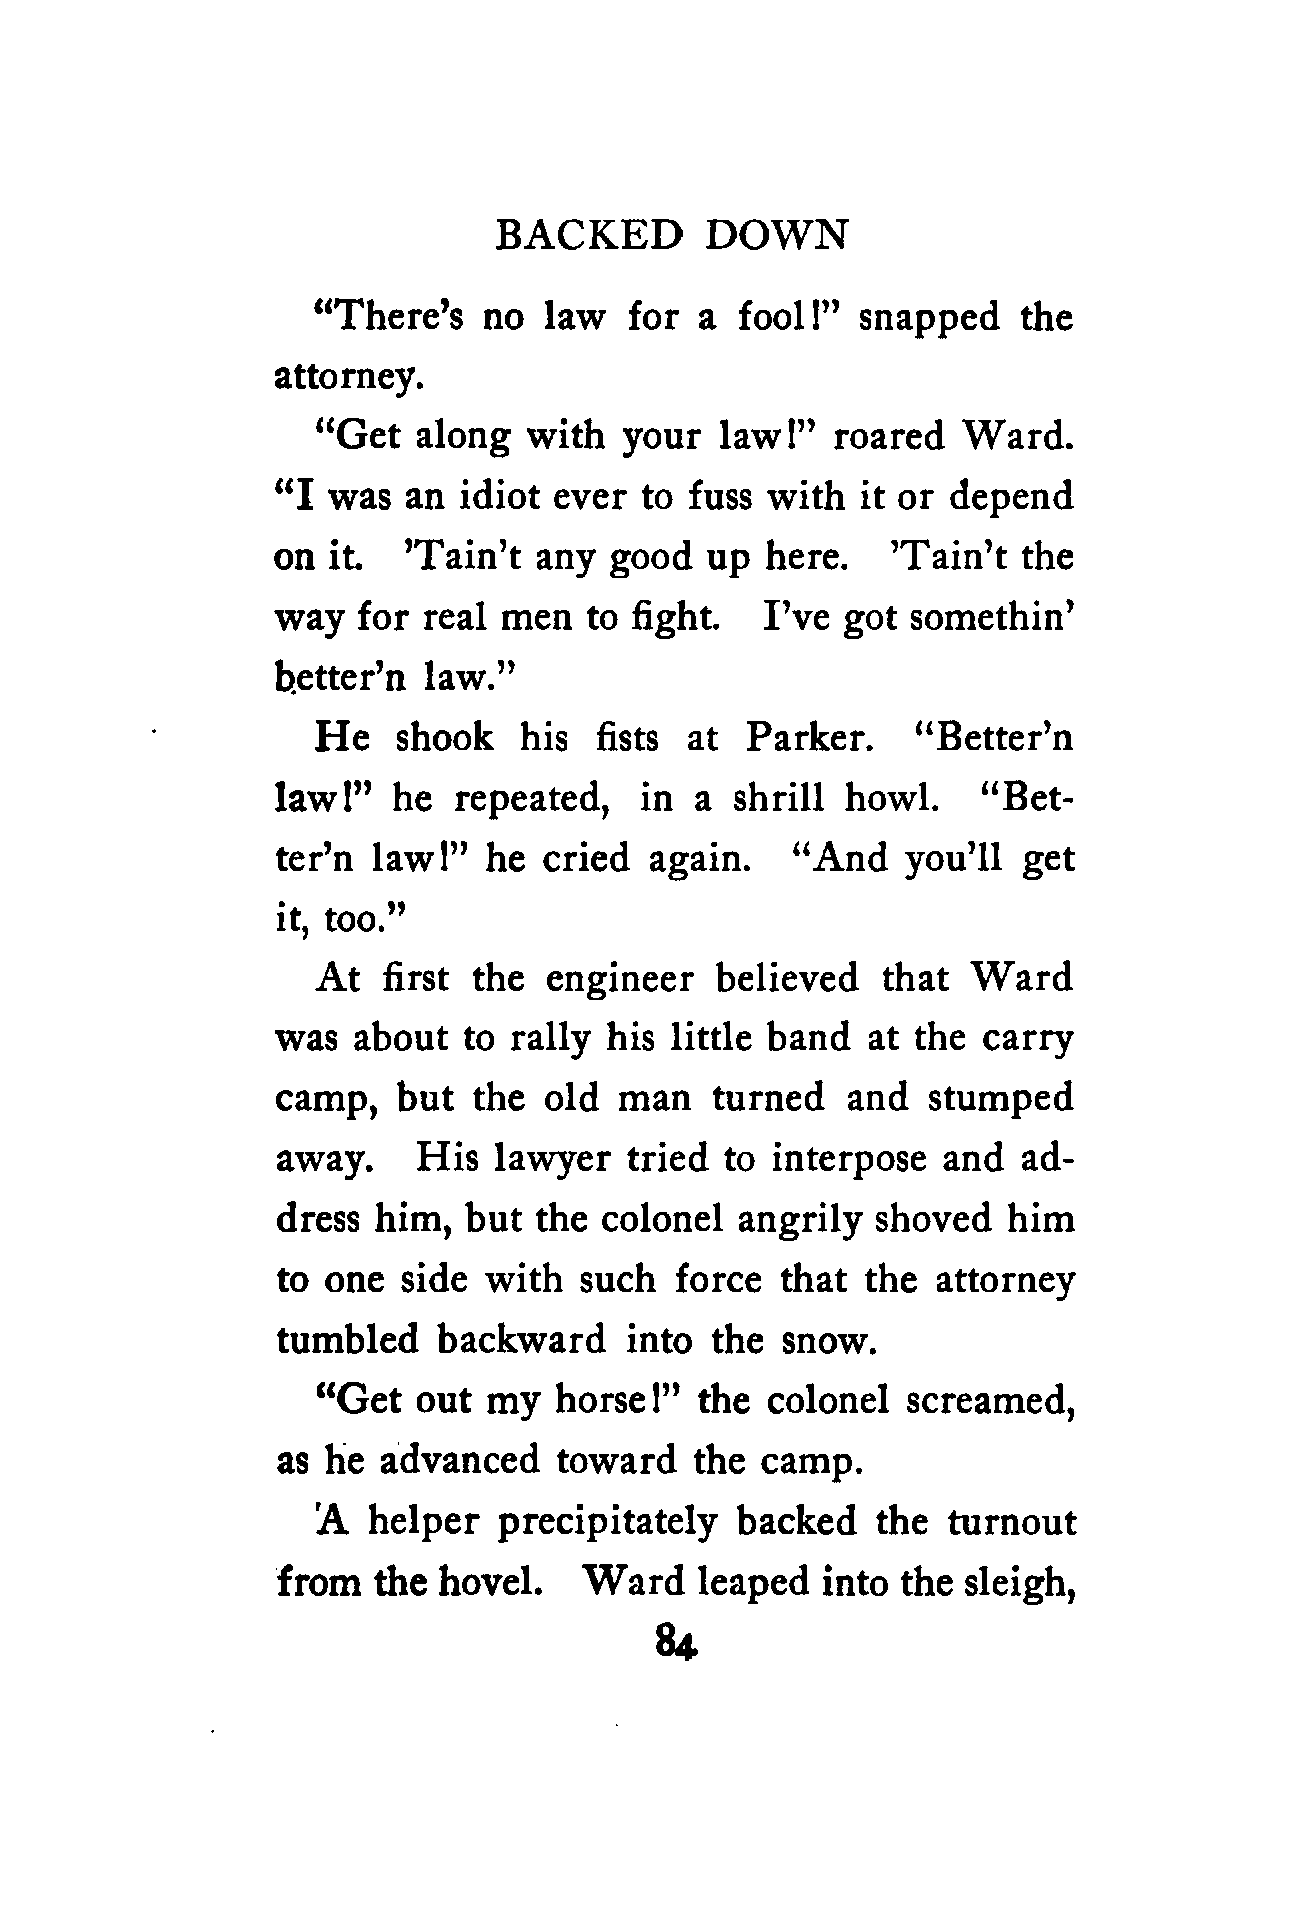 BACKED DOWN
“There’s no law for a fool!” snapped the
attorney.
“Get along with your law!” roared Ward.
“I was an idiot ever to fuss with it or depend
on it. ’Tain’t any good up here. ’Tain’t the
way for real men to fight. I’ve got somethin’
better’n law.”
He shook his fists at Parker. “Better’n
law!” he repeated, in a shrill howl. “Bet-
ter’n law!” he cried again. “And you’ll get
it, too.”
At first the engineer believed that Ward
was about to rally his little band at the carry
camp, but the old man turned and stumped
away. His lawyer tried to interpose and ad-
dress him, but the colonel angrily shoved him
to one side with such force that the attorney
tumbled backward into the snow.
“Get out my horse!” the colonel screamed,
as he advanced toward the camp.
A helper precipitately backed the turnout
from the hovel. Ward leaped into the sleigh,
84